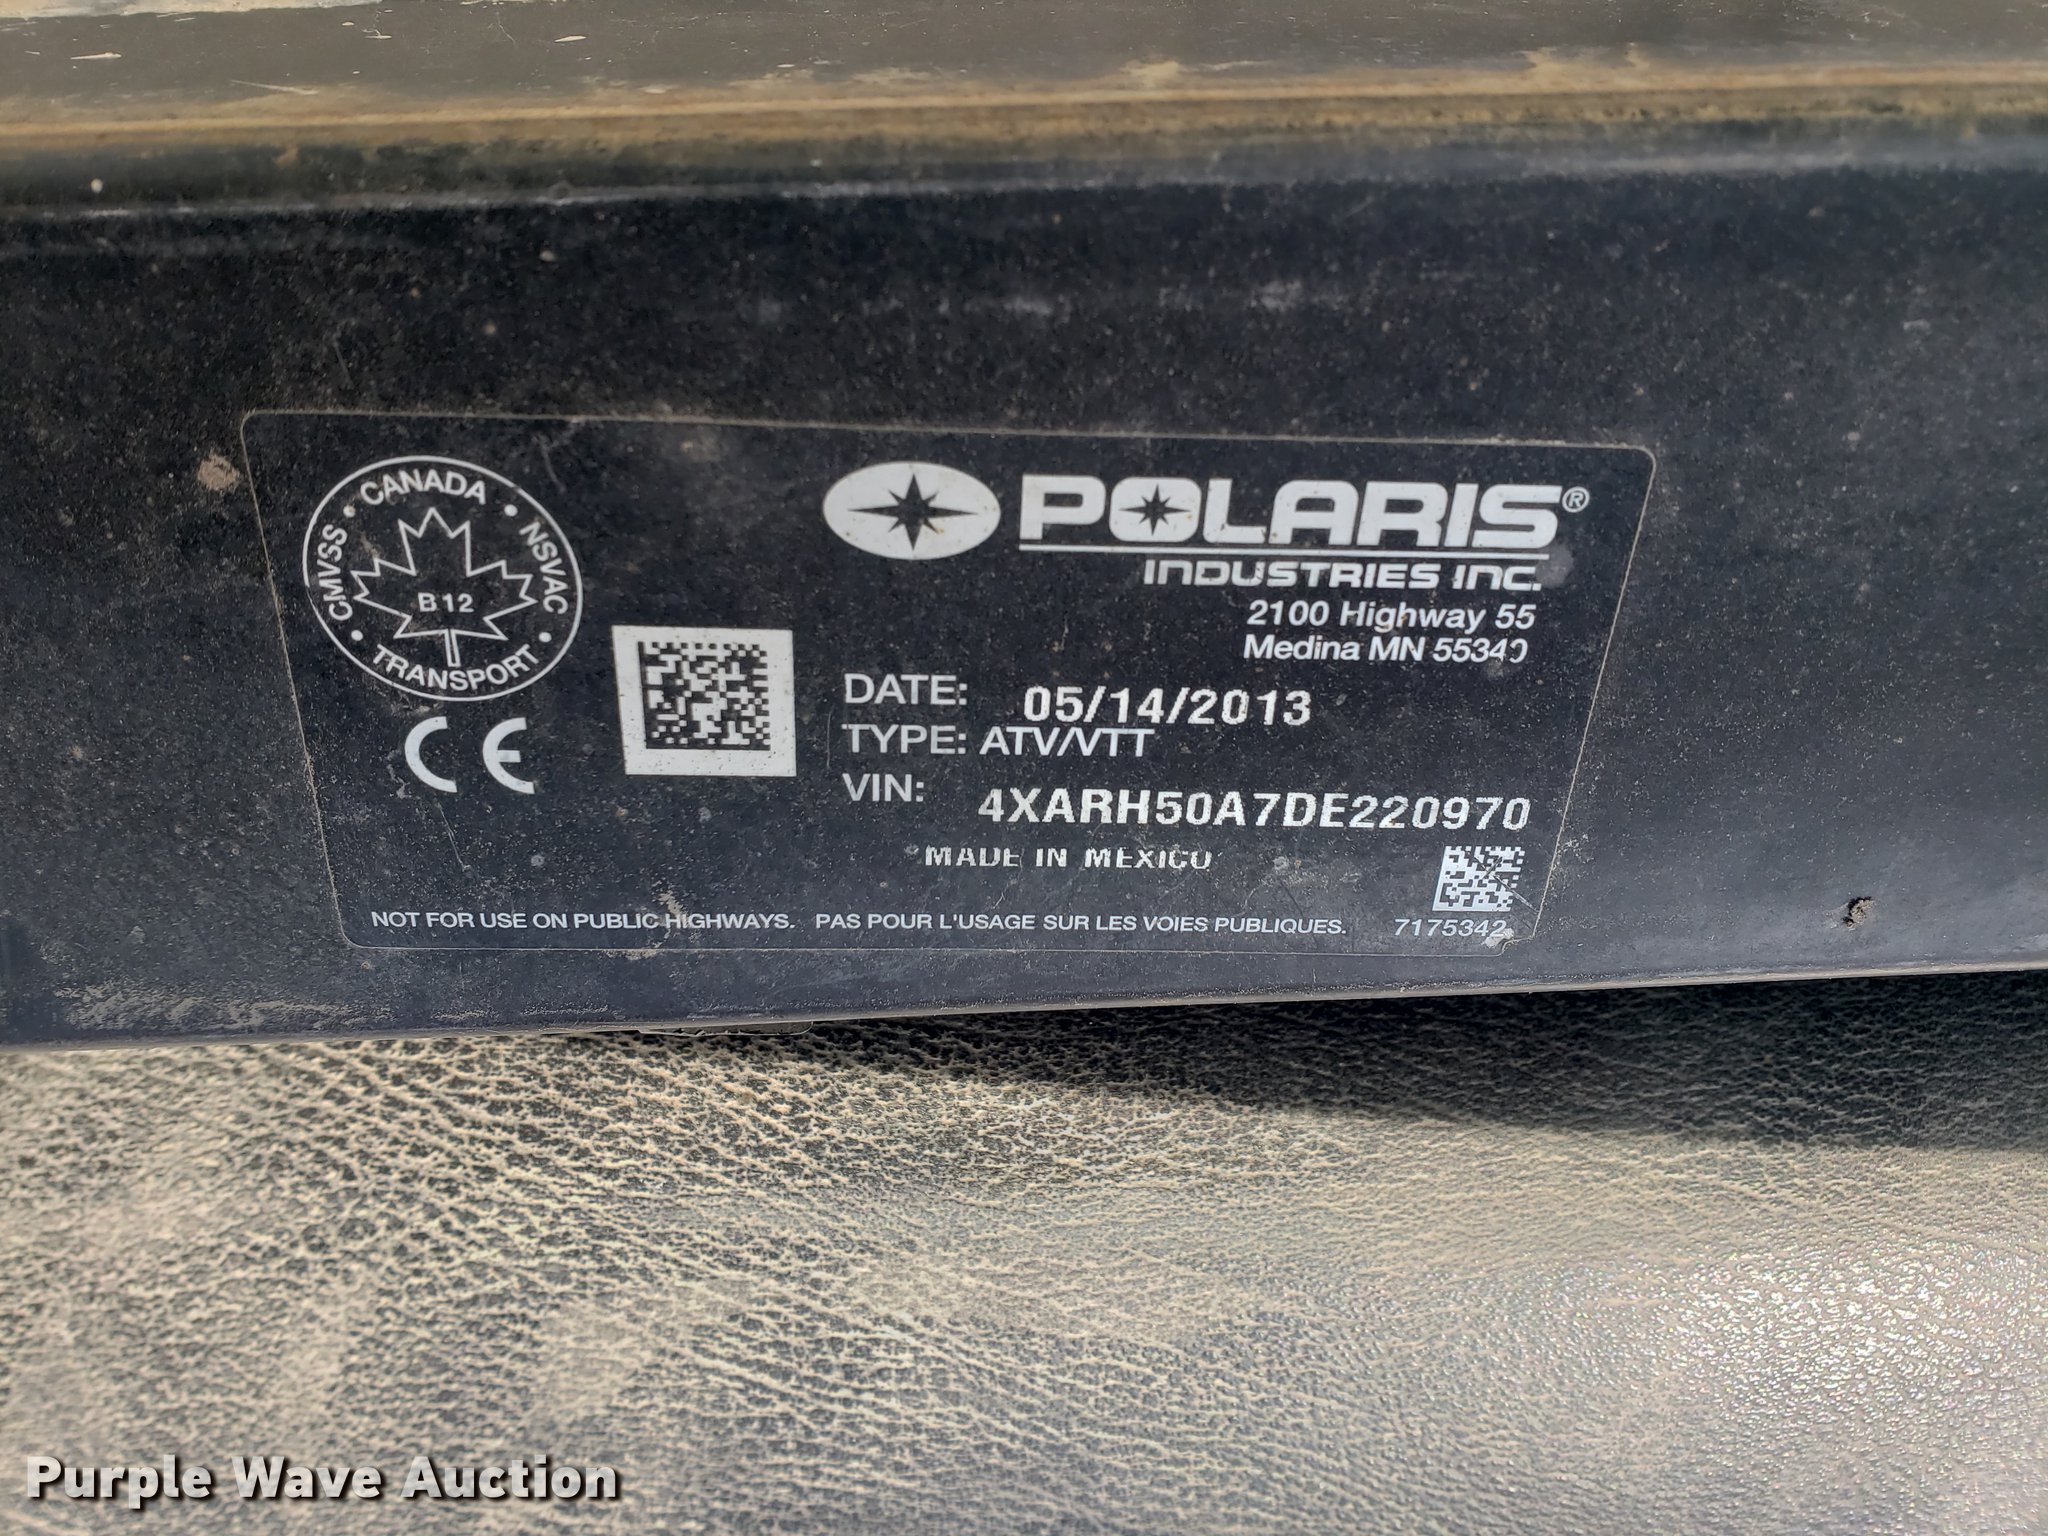 CANADA
CMVSS • NSVAC
B 12
TRANSPORT
CE
POLARIS®
INDUSTRIES INC.
2100 Highway 55
Medina MN 55340
DATE: 05/14/2013
TYPE: ATV/VTT
VIN: 4XARH50A7DE220970
MADE IN MEXICO
NOT FOR USE ON PUBLIC HIGHWAYS. PAS POUR L'USAGE SUR LES VOIES PUBLIQUES. 7175342
Purple Wave Auction